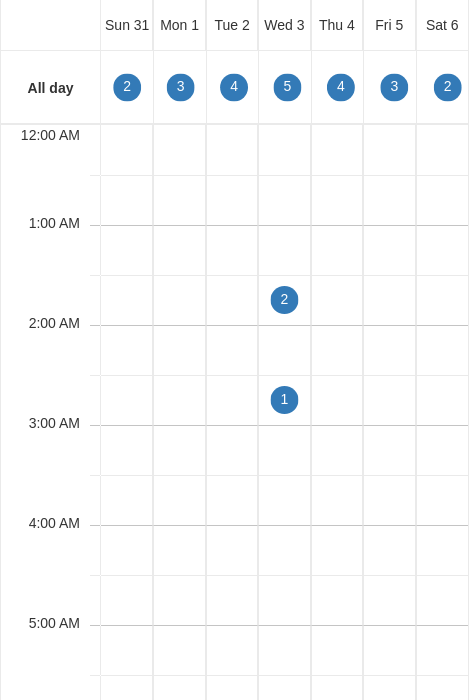 Sun 31 Mon 1 Tue 2 Wed 3 Thu 4 Fri 5 Sat 6
All day 2 3 4 5 4 3 2
12:00 AM
1:00 AM
2
2:00 AM
1
3:00 AM
4:00 AM
5:00 AM